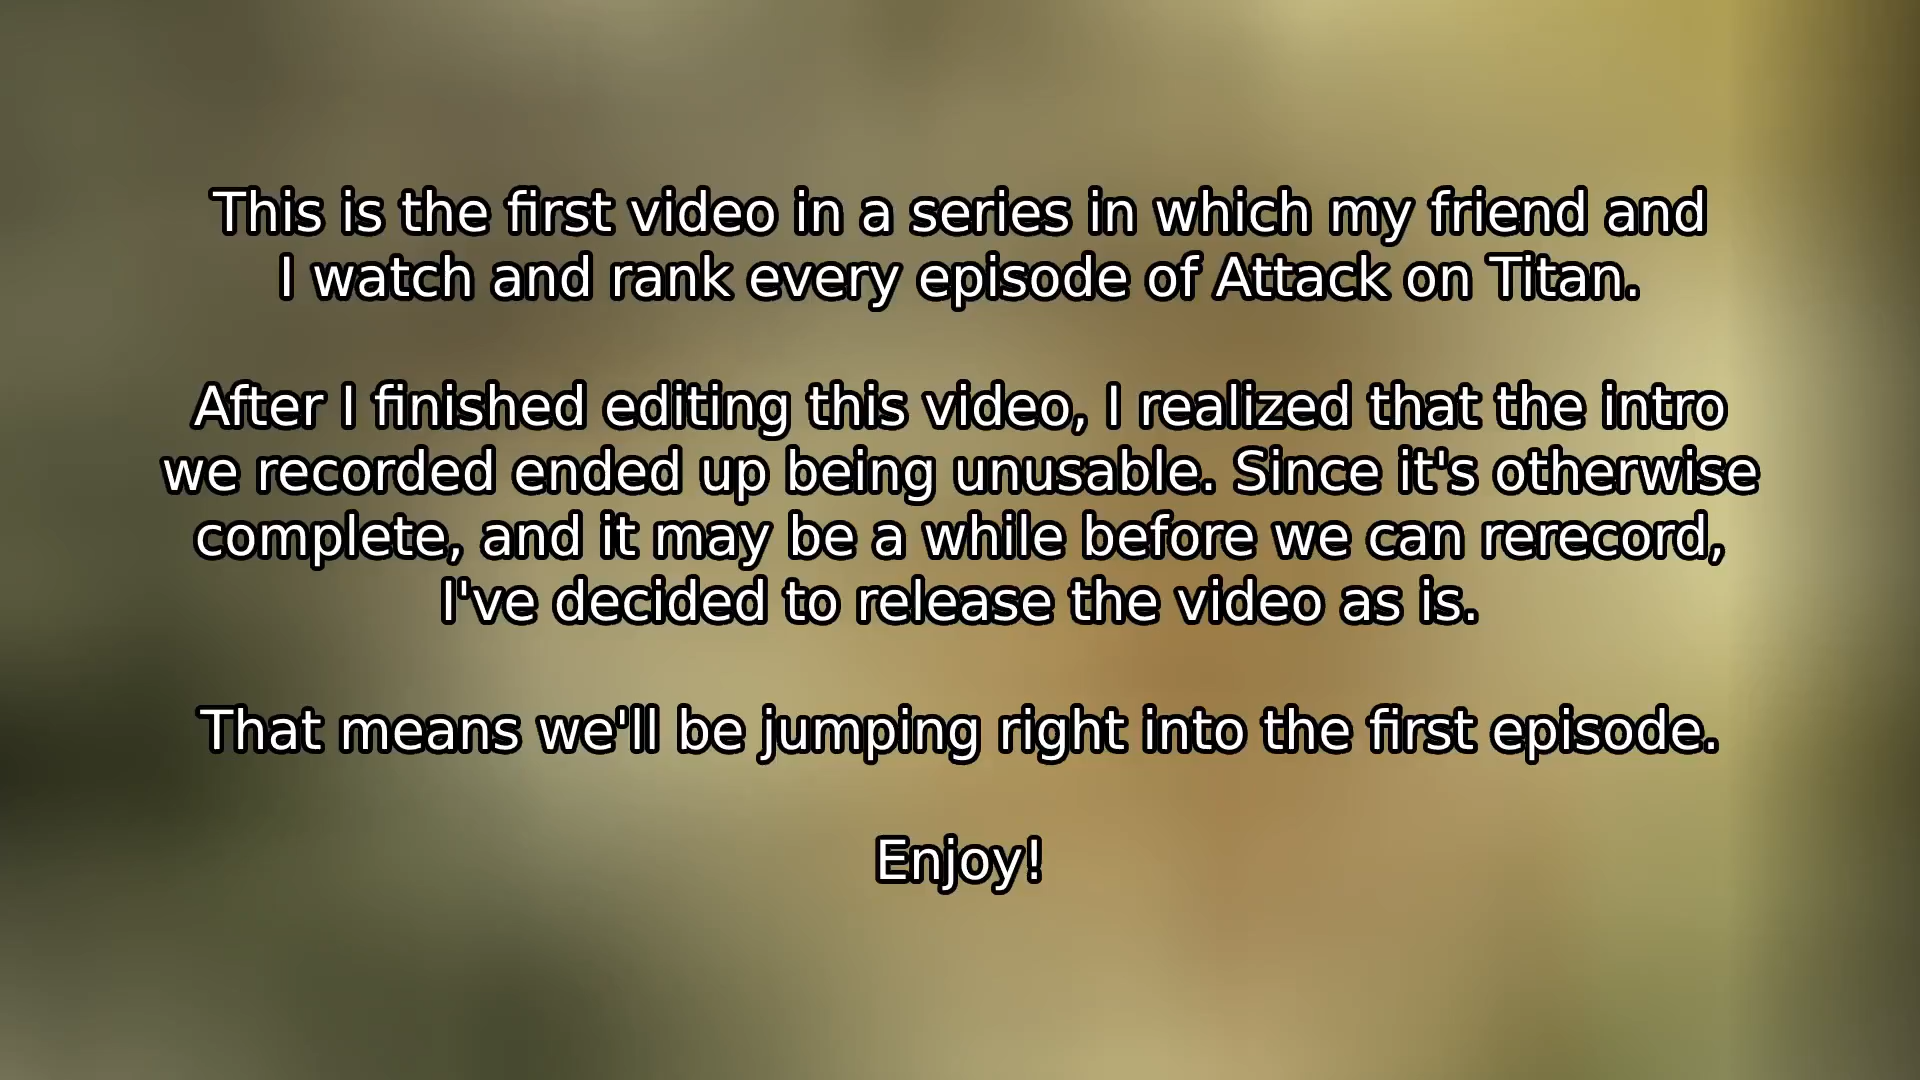 This is the first video in a series in which my friend and
I watch and rank every episode of Attack on Titan.
After I finished editing this video, I realized that the intro
we recorded ended up being unusable. Since it's otherwise
complete, and it may be a while before we can rerecord,
I've decided to release the video as is.
That means we'll be jumping right into the first episode.
Enjoy!